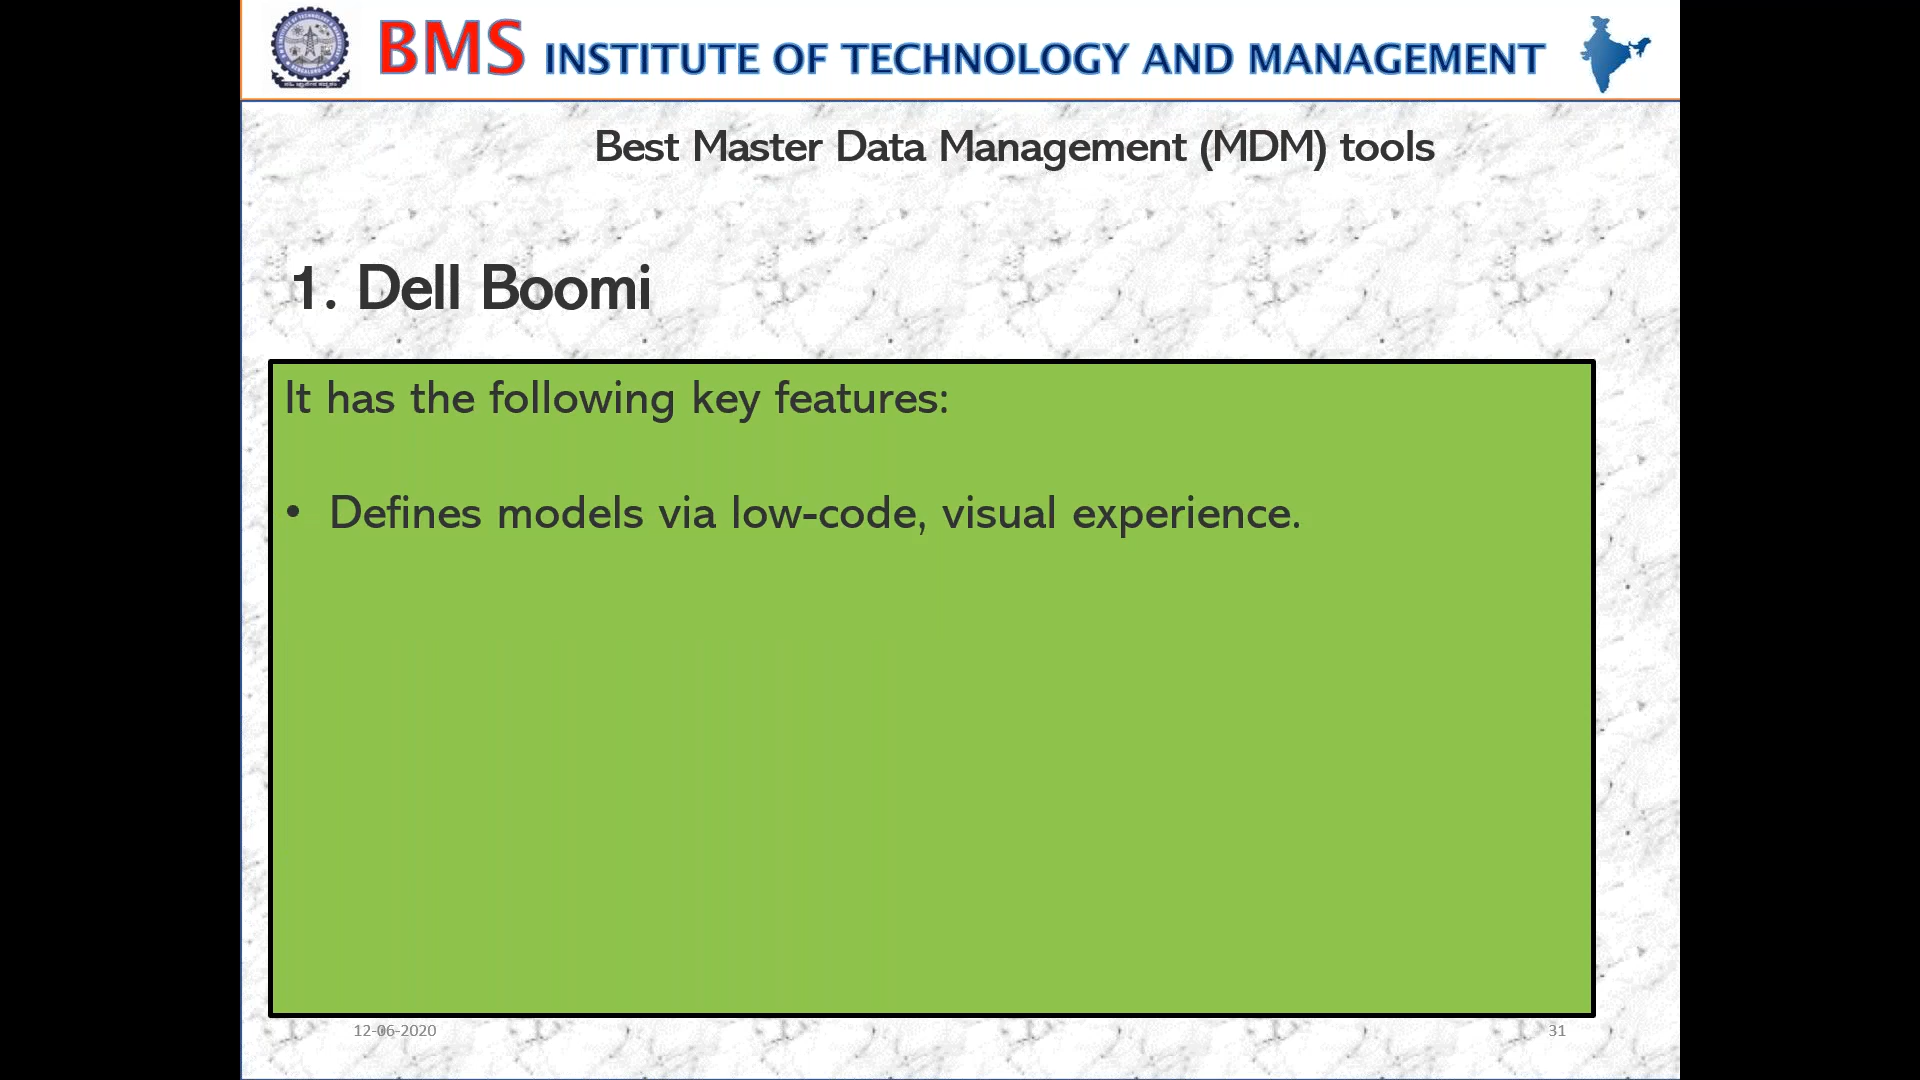 BMS INSTITUTE OF TECHNOLOGY AND MANAGEMENT
Best Master Data Management (MDM) tools
1. Dell Boomi
It has the following key features:
• Defines models via low-code, visual experience.
12-06-2020
31